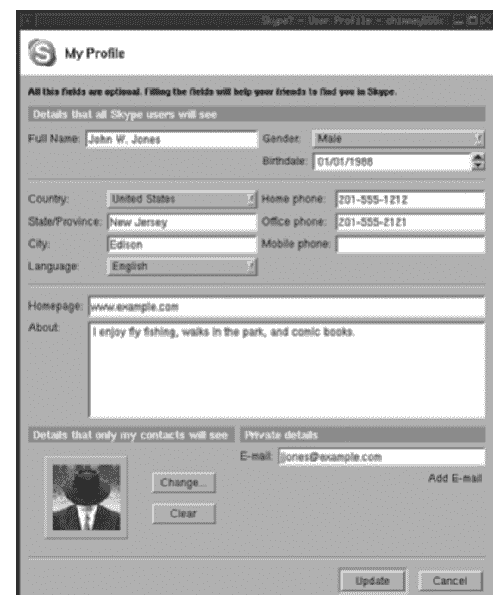 Skype? - User Profile -
My Profile
All this fields are optional. Filling the fields will help your friends to find you in Skype.
Details that all Skype users will see
Full Name: John W. Jones Gender: Male
Birthdate: 01/01/1988
Country: United States Home phone: 201-555-1212
State/Province: New Jersey Office phone: 201-555-2121
City: Edison Mobile phone:
Language: English
Homepage: www.example.com
About: I enjoy fly fishing, walks in the park, and comic books.
Details that only my contacts will see Private details
E-mail: jjones@example.com
Change... Add E-mail
Clear
Update Cancel